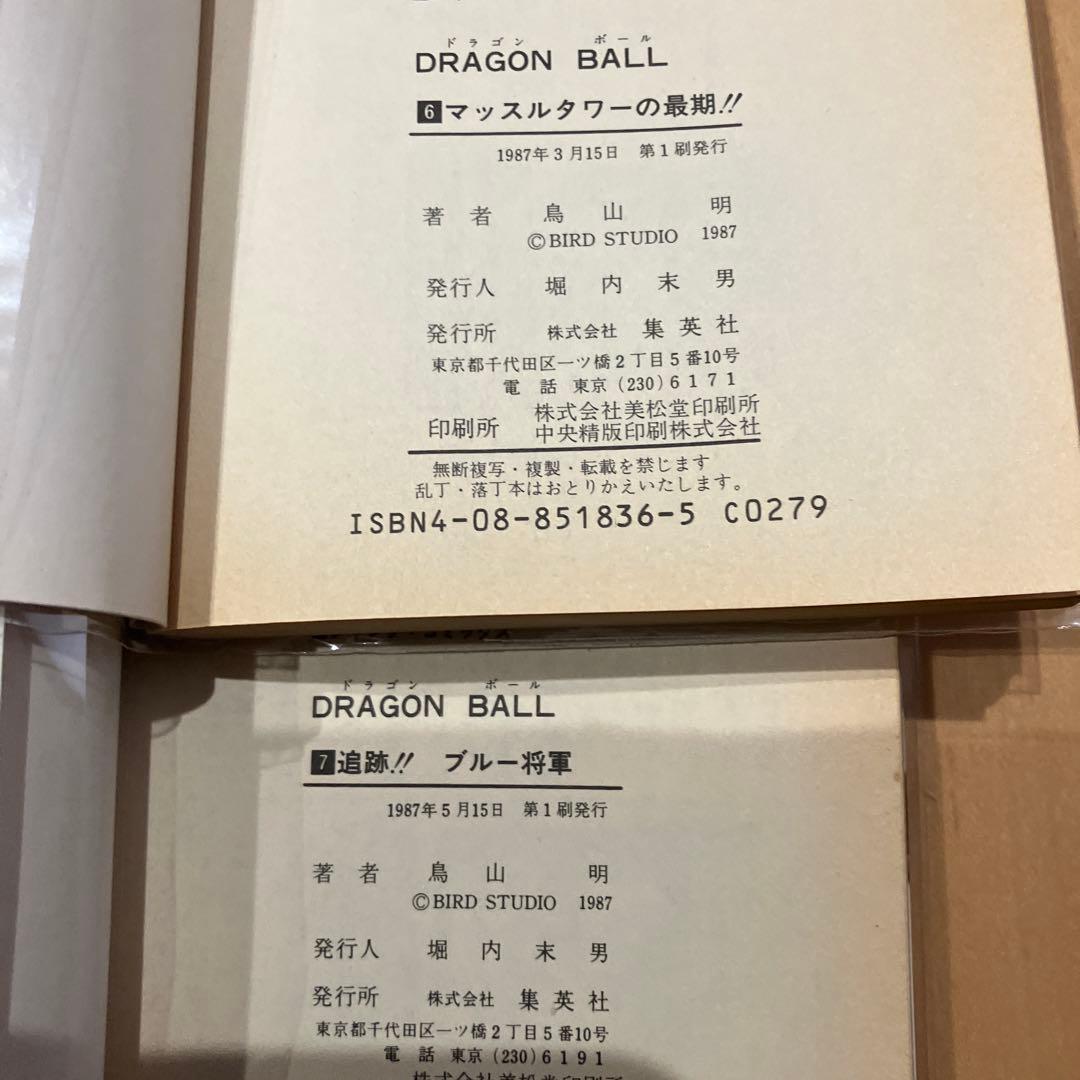 ドラゴン ボール
DRAGON BALL
6 マッスルタワーの最期!!
1987年3月15日 第1刷発行
著者 鳥山 明
©BIRD STUDIO 1987
発行人 堀内末男
発行所 株式会社 集英社
東京都千代田区一ツ橋2丁目5番10号
電話 東京(230)6171
印刷所 株式会社美松堂印刷所
中央精版印刷株式会社
無断複写・複製・転載を禁じます
乱丁・落丁本はおとりかえいたします。
ISBN4-08-851836-5 C0279
ドラゴン ボール
DRAGON BALL
7 追跡!! ブルー将軍
1987年5月15日 第1刷発行
著者 鳥山 明
©BIRD STUDIO 1987
発行人 堀内末男
発行所 株式会社 集英社
東京都千代田区一ツ橋2丁目5番10号
電話 東京(230)6191